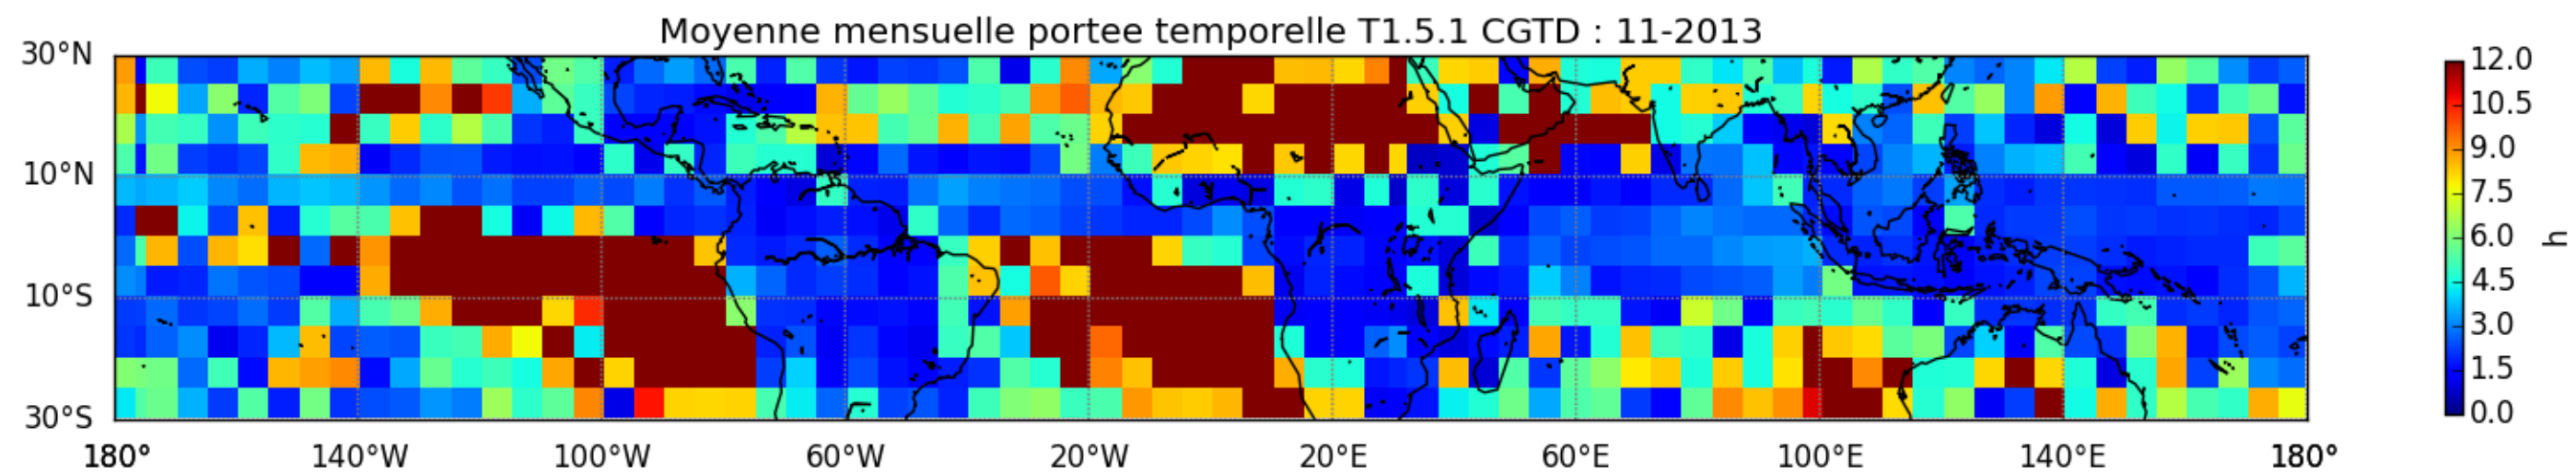 Moyenne mensuelle portee temporelle T1.5.1 CGTD : 11-2013
30°N
10°N
10°S
30°S
180°
140°W
100°W
60°W
20°W
20°E
60°E
100°E
140°E
180°
12.0
10.5
9.0
7.5
6.0
4.5
3.0
1.5
0.0
h